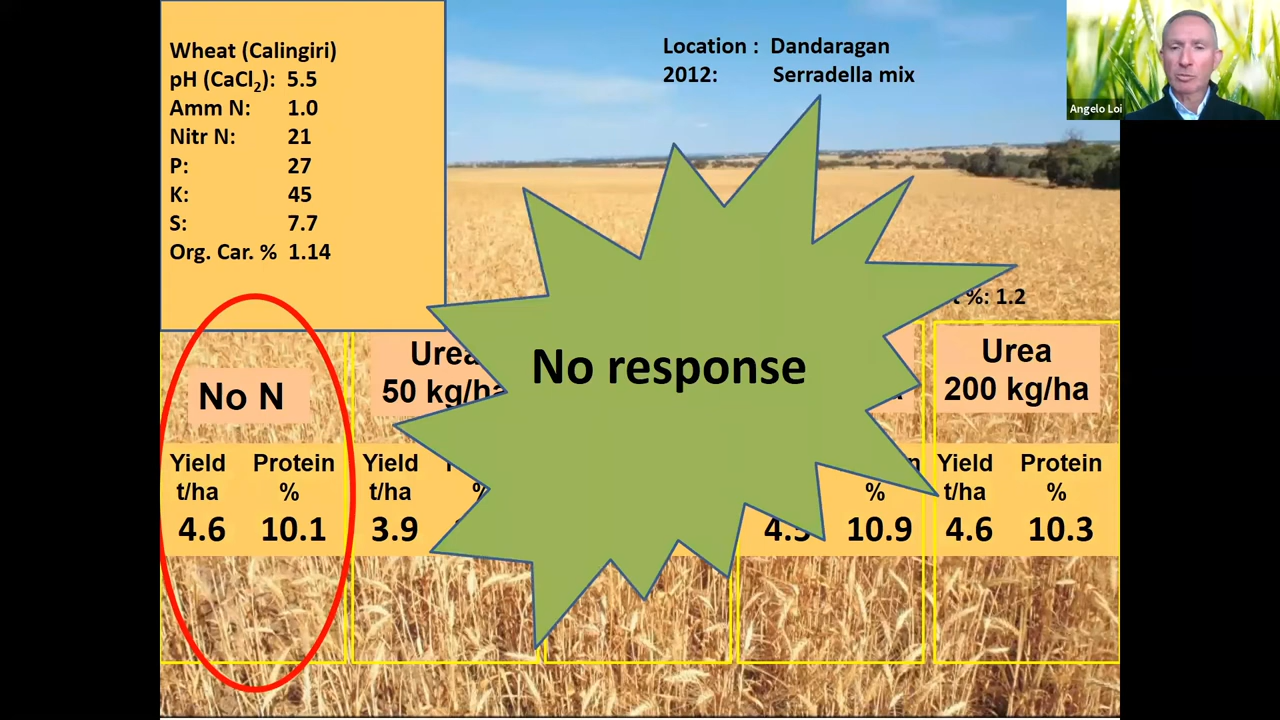 Wheat (Calingiri)
pH (CaCl2): 5.5
Amm N: 1.0
Nitr N: 21
P: 27
K: 45
S: 7.7
Org. Car. % 1.14
Location : Dandaragan
2012: Serradella mix
Angelo Loi
%: 1.2
No response
No N
Yield Protein
t/ha %
4.6 10.1
Urea
50 kg/ha
Yield
t/ha %
3.9
%
4.5 10.9
Urea
200 kg/ha
Yield Protein
t/ha %
4.6 10.3